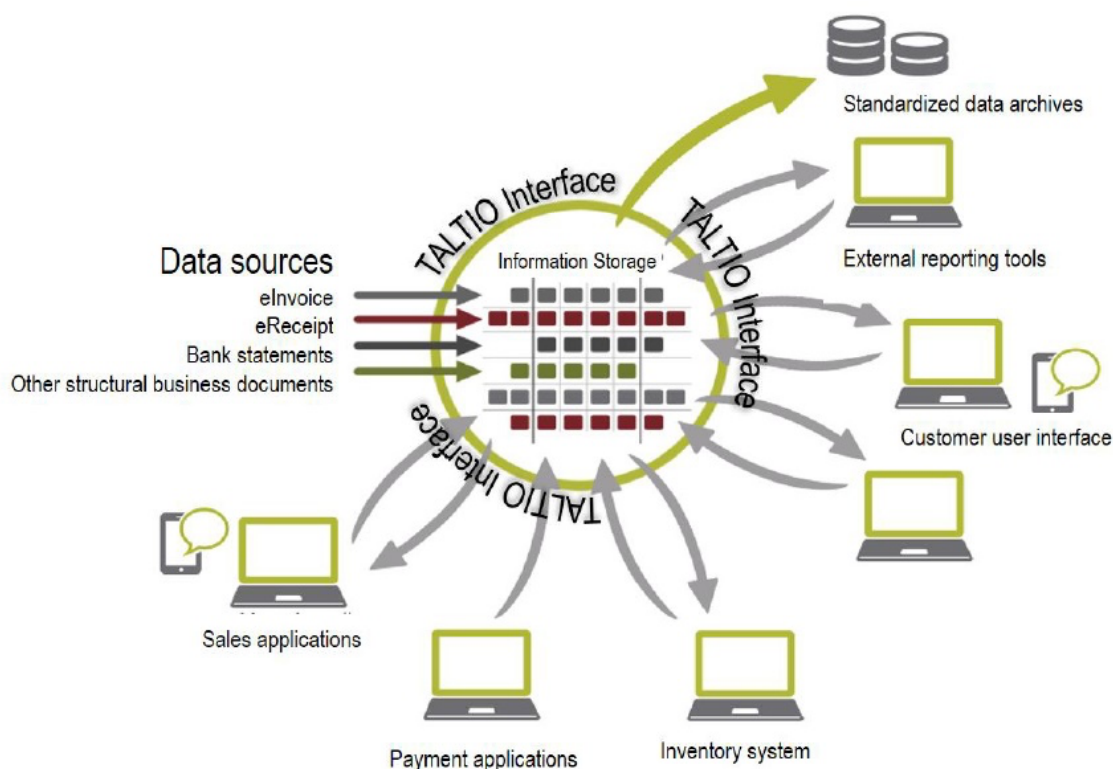 Standardized data archives
TALTIO Interface
TALTIO Interface
External reporting tools
Information Storage
Data sources
eInvoice
eReceipt
Bank statements
Other structural business documents
TALTIO Interface
Customer user interface
Sales applications
Payment applications
Inventory system